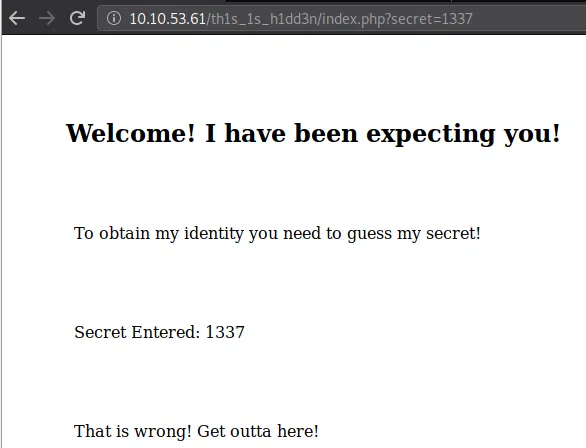 10.10.53.61/th1s_1s_h1dd3n/index.php?secret=1337
Welcome! I have been expecting you!
To obtain my identity you need to guess my secret!
Secret Entered: 1337
That is wrong! Get outta here!